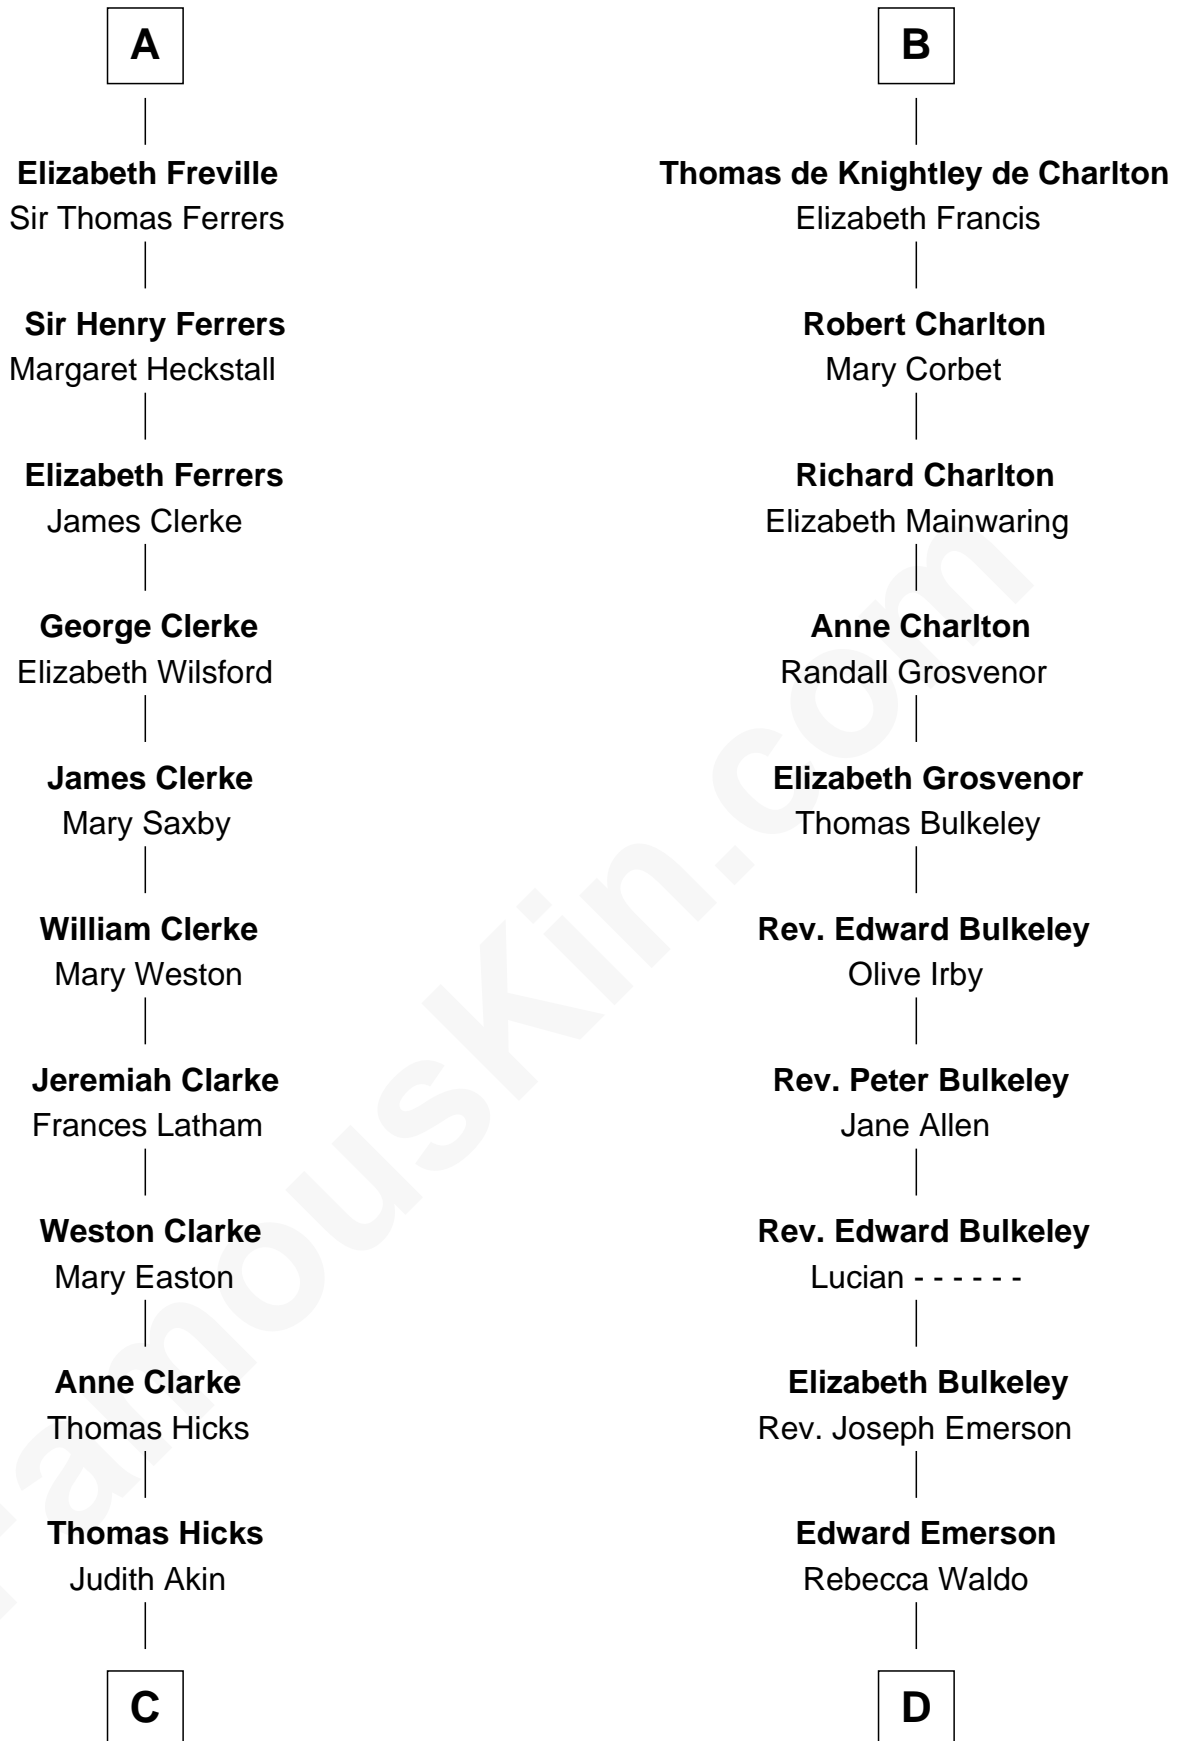 A
Elizabeth Freville
Sir Thomas Ferrers
Sir Henry Ferrers
Margaret Heckstall
Elizabeth Ferrers
James Clerke
George Clerke
Elizabeth Wilsford
James Clerke
Mary Saxby
William Clerke
Mary Weston
Jeremiah Clarke
Frances Latham
Weston Clarke
Mary Easton
Anne Clarke
Thomas Hicks
Thomas Hicks
Judith Akin
C
B
Thomas de Knightley de Charlton
Elizabeth Francis
Robert Charlton
Mary Corbet
Richard Charlton
Elizabeth Mainwaring
Anne Charlton
Randall Grosvenor
Elizabeth Grosvenor
Thomas Bulkeley
Rev. Edward Bulkeley
Olive Irby
Rev. Peter Bulkeley
Jane Allen
Rev. Edward Bulkeley
Lucian - - - - - -
Elizabeth Bulkeley
Rev. Joseph Emerson
Edward Emerson
Rebecca Waldo
D
FamousKin.com